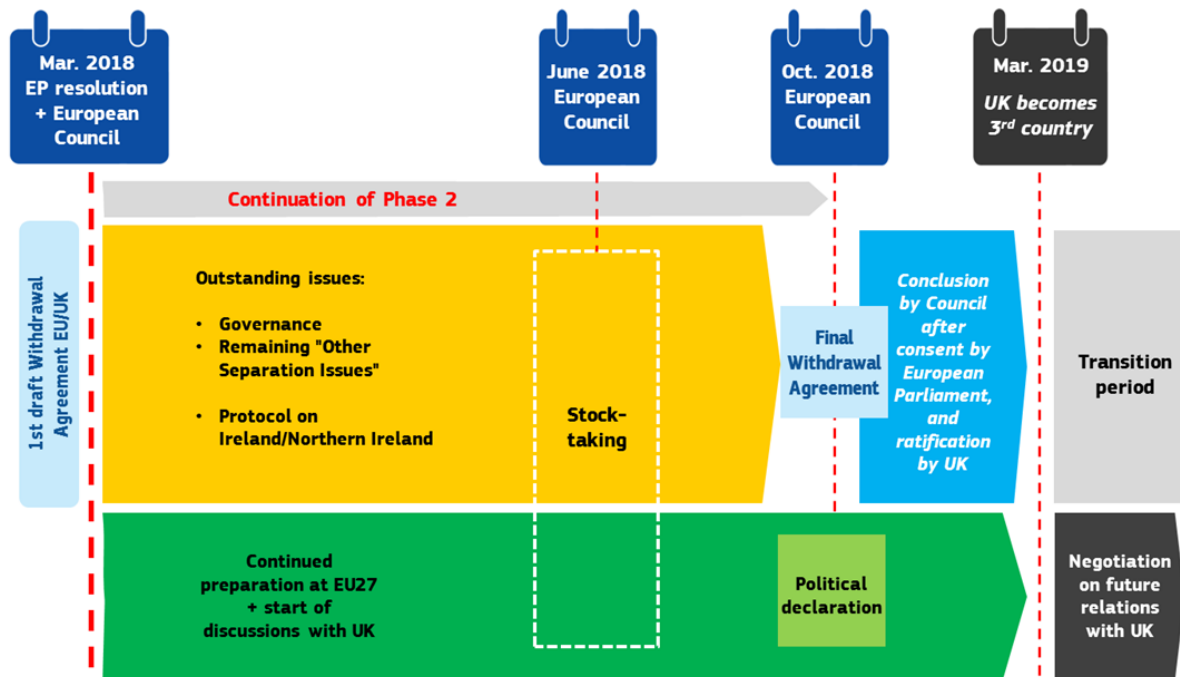 Mar. 2018
EP resolution
+ European
Council
June 2018
European
Council
Oct. 2018
European
Council
Mar. 2019
UK becomes
3rd country
Continuation of Phase 2
1st draft Withdrawal
Agreement EU/UK
Outstanding issues:
• Governance
• Remaining "Other
Separation Issues"
• Protocol on
Ireland/Northern Ireland
Stock-
taking
Final
Withdrawal
Agreement
Conclusion
by Council
after
consent by
European
Parliament,
and
ratification
by UK
Transition
period
Continued
preparation at EU27
+ start of
discussions with UK
Political
declaration
Negotiation
on future
relations
with UK